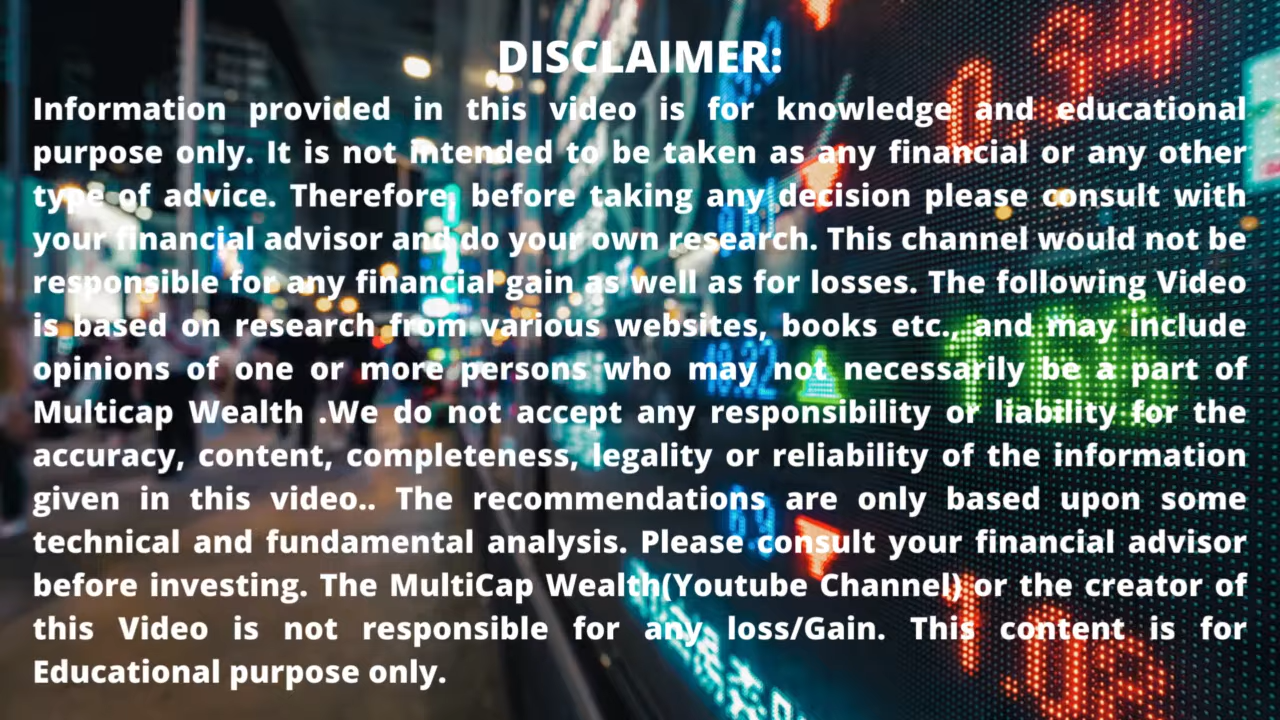 DISCLAIMER:
Information provided in this video is for knowledge and educational
purpose only. It is not intended to be taken as any financial or any other
type of advice. Therefore, before taking any decision please consult with
your financial advisor and do your own research. This channel would not be
responsible for any financial gain as well as for losses. The following Video
is based on research from various websites, books etc., and may include
opinions of one or more persons who may not necessarily be a part of
Multicap Wealth .We do not accept any responsibility or liability for the
accuracy, content, completeness, legality or reliability of the information
given in this video.. The recommendations are only based upon some
technical and fundamental analysis. Please consult your financial advisor
before investing. The MultiCap Wealth(Youtube Channel) or the creator of
this Video is not responsible for any loss/Gain. This content is for
Educational purpose only.
0.34